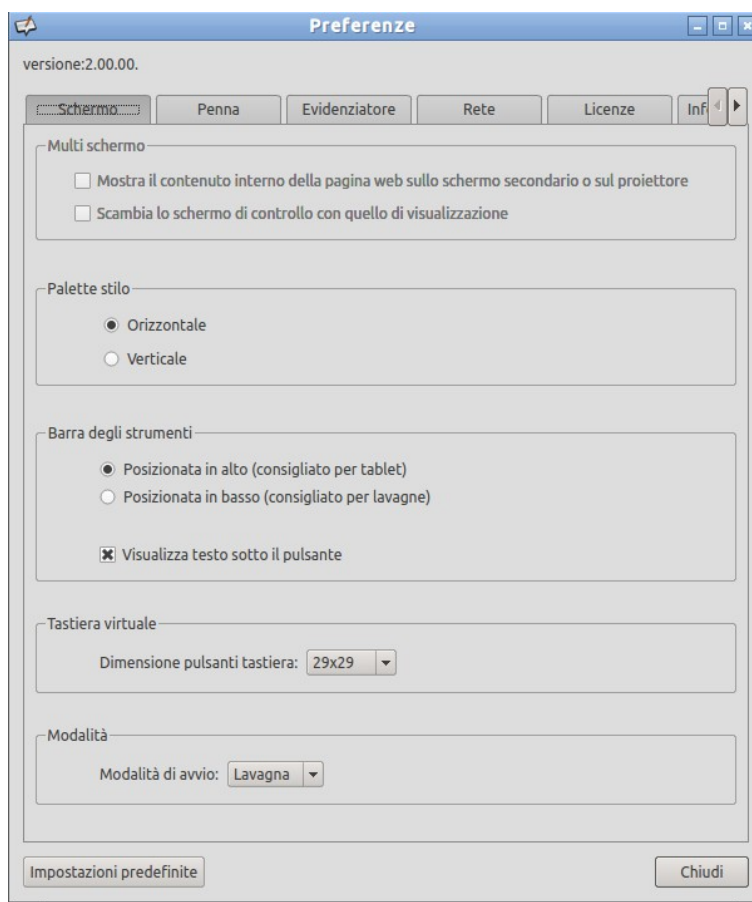 Preferenze
versione:2.00.00.
Schermo Penna Evidenziatore Rete Licenze
Multi schermo
Mostra il contenuto interno della pagina web sullo schermo secondario o sul proiettore
Scambia lo schermo di controllo con quello di visualizzazione
Palette stilo
Orizzontale
Verticale
Barra degli strumenti
Posizionata in alto (consigliato per tablet)
Posizionata in basso (consigliato per lavagne)
Visualizza testo sotto il pulsante
Tastiera virtuale
Dimensione pulsanti tastiera: 29x29
Modalità
Modalità di avvio: Lavagna
Impostazioni predefinite Chiudi